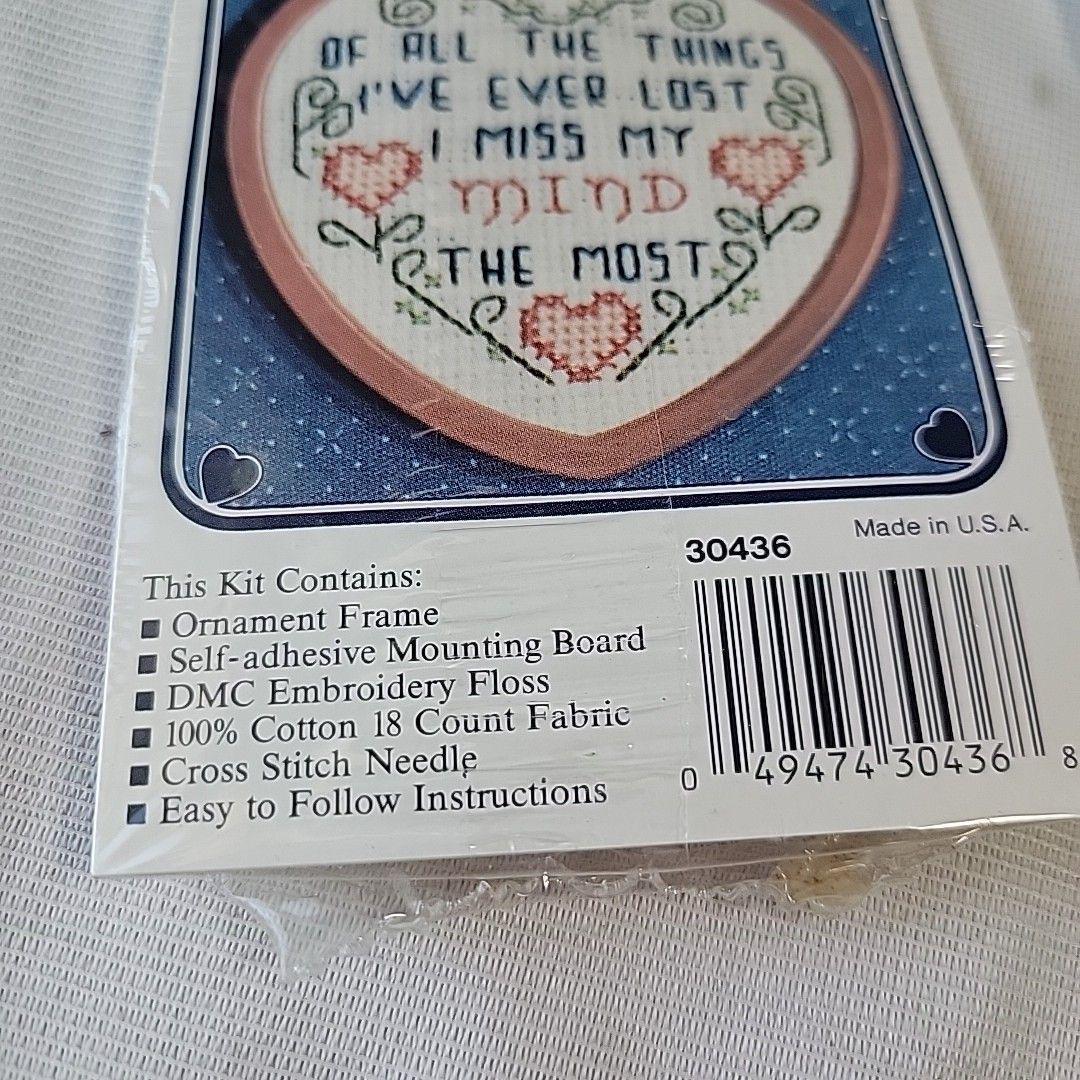 OF ALL THE THINGS
I'VE EVER LOST
I MISS MY
MIND
THE MOST
Made in U.S.A.
30436
This Kit Contains:
■ Ornament Frame
■ Self-adhesive Mounting Board
■ DMC Embroidery Floss
■ 100% Cotton 18 Count Fabric
■ Cross Stitch Needle
■ Easy to Follow Instructions
0 49474 30436 8